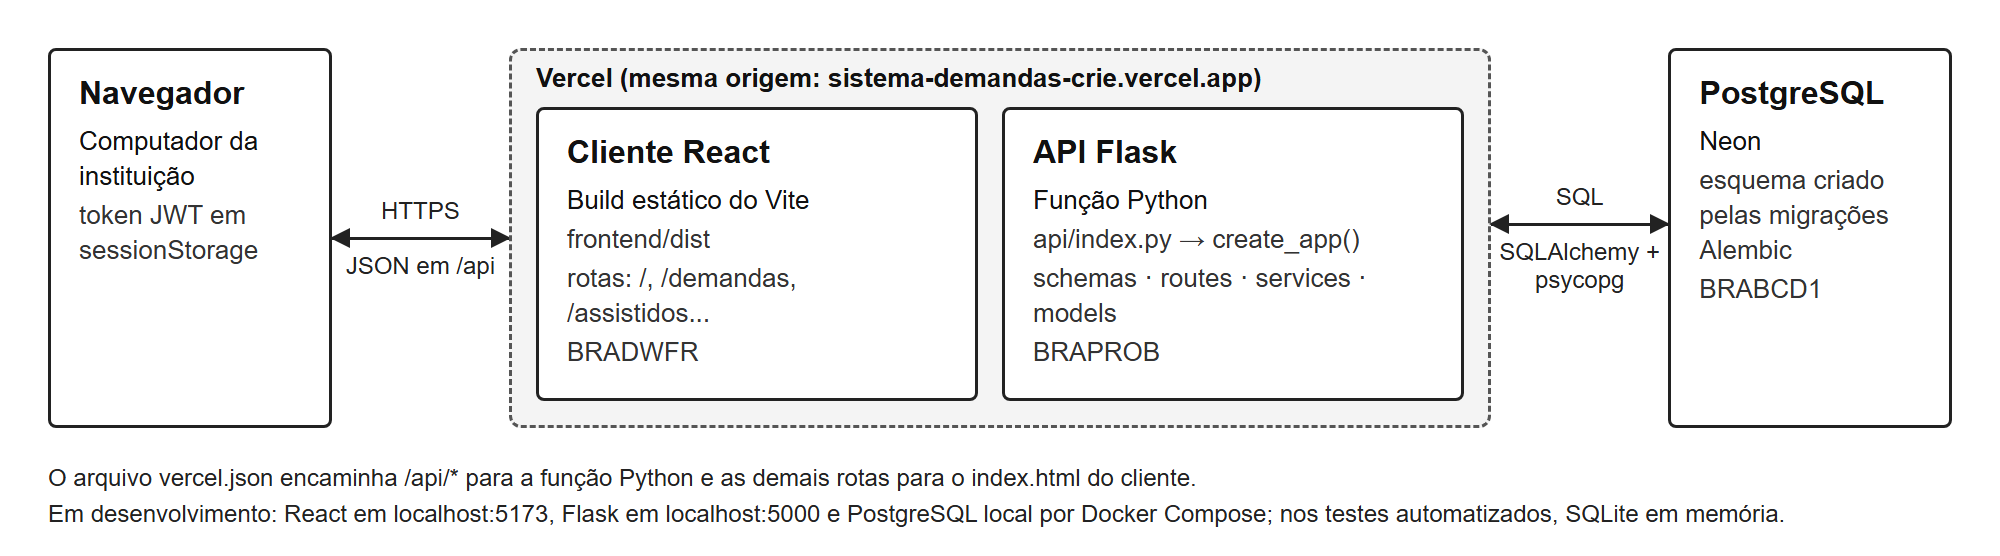 Navegador
Computador da
instituição
token JWT em
sessionStorage
HTTPS
JSON em /api
Vercel (mesma origem: sistema-demandas-crie.vercel.app)
Cliente React
Build estático do Vite
frontend/dist
rotas: /, /demandas,
/assistidos...
BRADWFR
API Flask
Função Python
api/index.py → create_app()
schemas · routes · services ·
models
BRAPROB
SQL
SQLAlchemy +
psycopg
PostgreSQL
Neon
esquema criado
pelas migrações
Alembic
BRABCD1
O arquivo vercel.json encaminha /api/* para a função Python e as demais rotas para o index.html do cliente.
Em desenvolvimento: React em localhost:5173, Flask em localhost:5000 e PostgreSQL local por Docker Compose; nos testes automatizados, SQLite em memória.